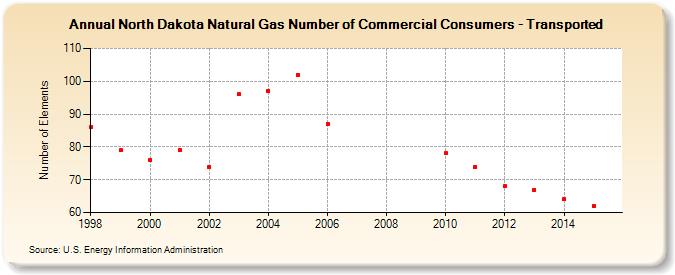 Annual North Dakota Natural Gas Number of Commercial Consumers - Transported
Number of Elements
110
100
90
80
70
60
1998 2000 2002 2004 2006 2008 2010 2012 2014
Source: U.S. Energy Information Administration